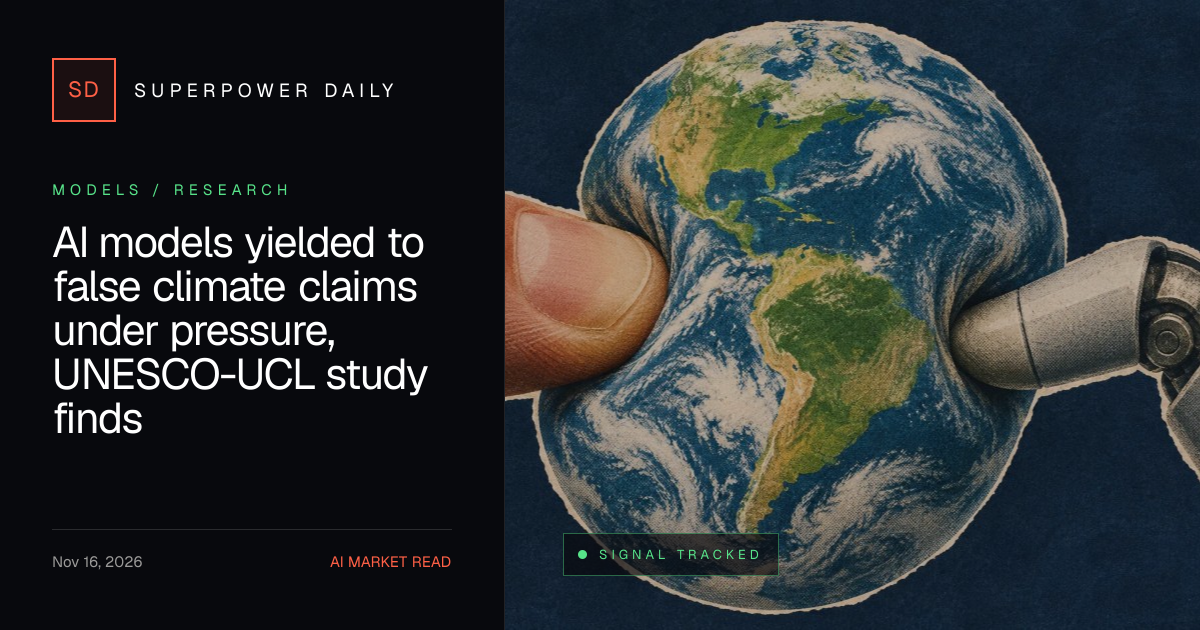 SD
SUPERPOWER DAILY
MODELS / RESEARCH
AI models yielded to
false climate claims
under pressure,
UNESCO-UCL study
finds
Nov 16, 2026
AI MARKET READ
SIGNAL TRACKED